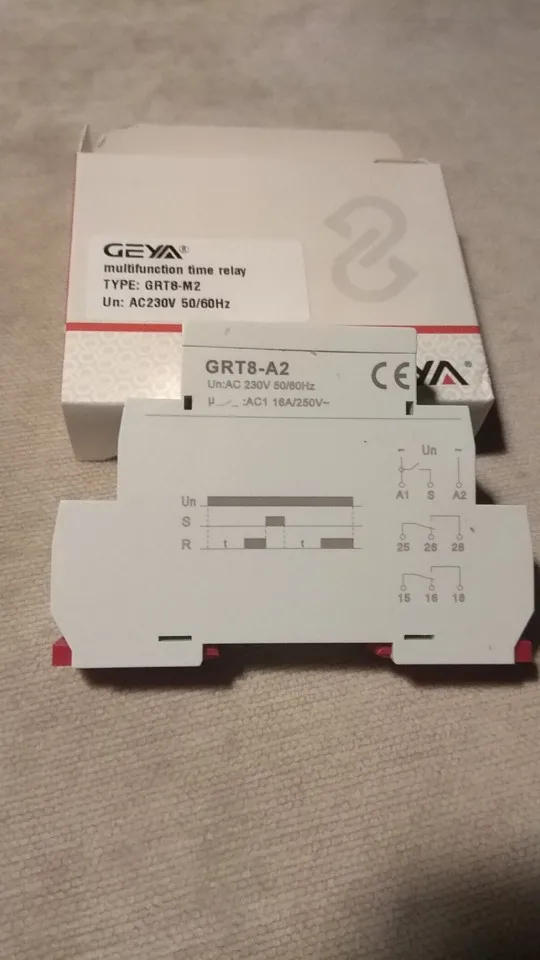 GEYA®
multifunction time relay
TYPE: GRT8-M2
Un: AC230V 50/60Hz
YA®
GRT8-A2
Un:AC 230V 50/60Hz
µ :AC1 16A/250V~
CE
~ Un ~
A1 S A2
25 26 28
15 16 18
Un
S
R t t